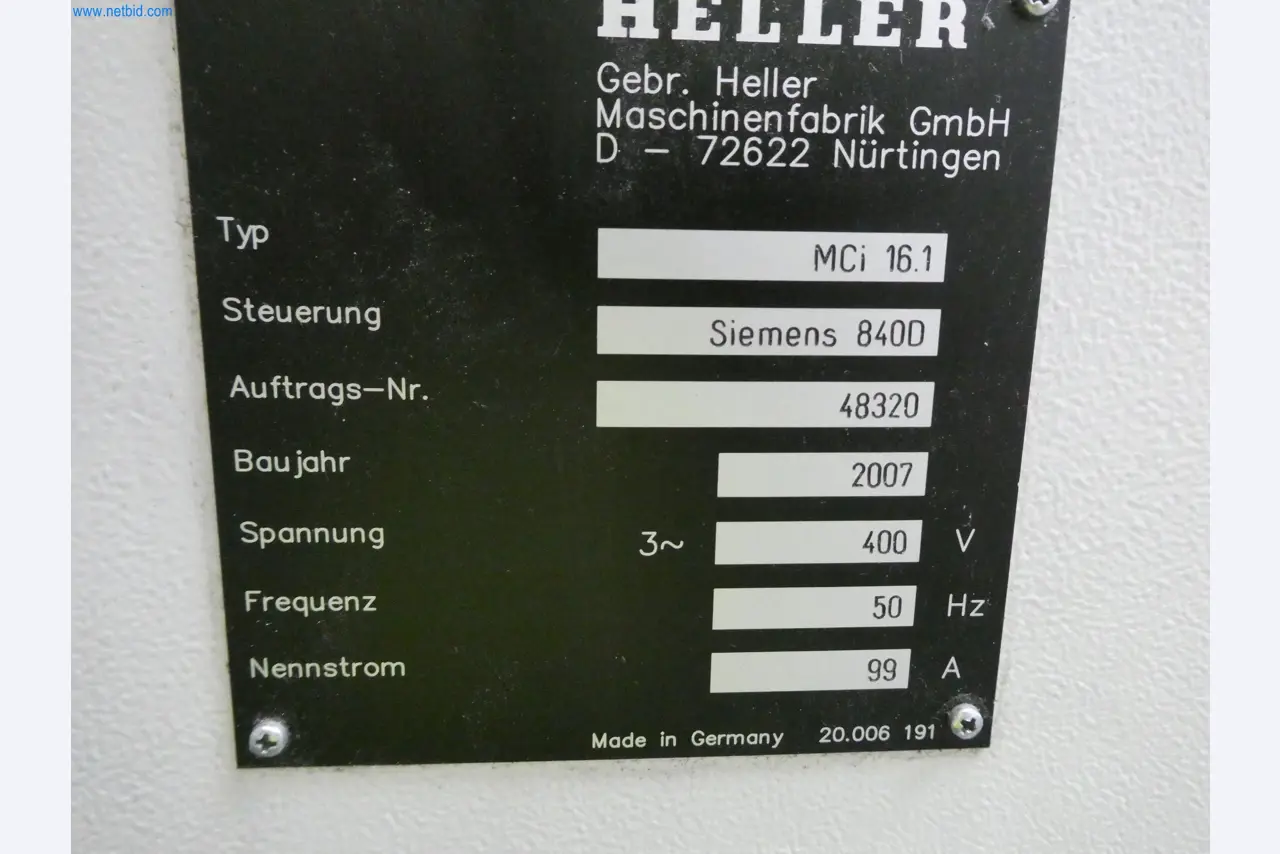 www.netbid.com
HELLER
Gebr. Heller
Maschinenfabrik GmbH
D - 72622 Nürtingen
Typ MCi 16.1
Steuerung Siemens 840D
Auftrags-Nr. 48320
Baujahr 2007
Spannung 3~ 400 V
Frequenz 50 Hz
Nennstrom 99 A
Made in Germany 20.006 191